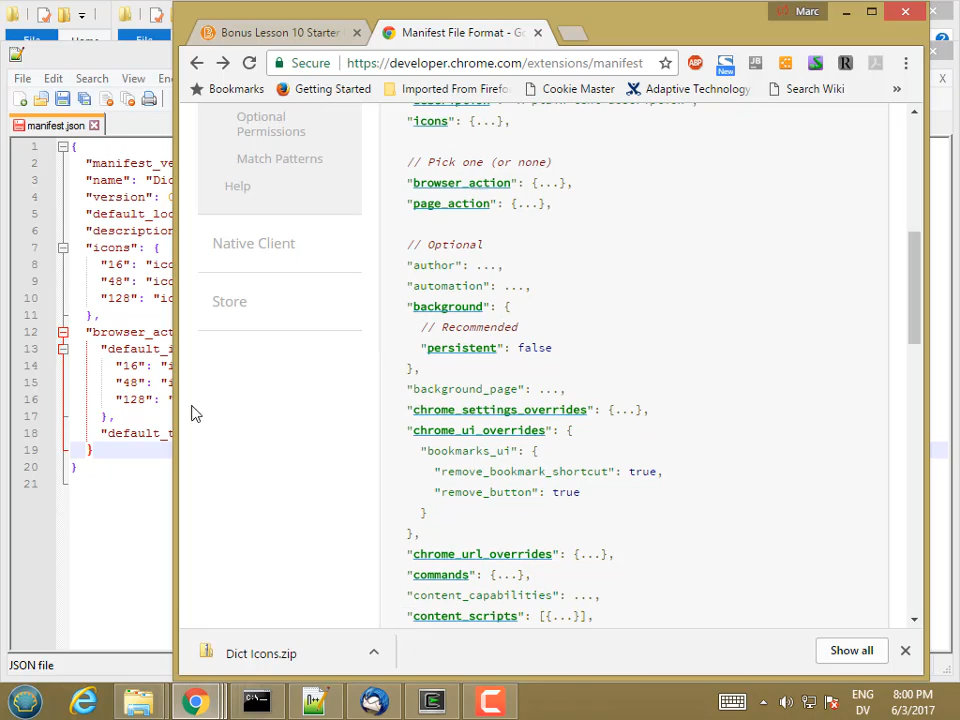 Marc
Bonus Lesson 10 Starter
Manifest File Format - Go
Secure
https://developer.chrome.com/extensions/manifest
ABP
New
JB
R
Bookmarks
Getting Started
Imported From Firefo
Cookie Master
Adaptive Technology
Search Wiki
»
File
Edit
Search
View
manifest.json
1 {
2 "manifest_ve
3 "name": "Dic
4 "version": 
5 "default_loc
6 "description
7 "icons": {
8 "16": "ico
9 "48": "ico
10 "128": "ic
11 },
12 "browser_act
13 "default_i
14 "16": "i
15 "48": "i
16 "128": "
17 },
18 "default_t
19 }
20 }
21
Optional
Permissions
Match Patterns
Help
Native Client
Store
"icons": {...},
// Pick one (or none)
"browser_action": {...},
"page_action": {...},
// Optional
"author": ...,
"automation": ...,
"background": {
// Recommended
"persistent": false
},
"background_page": ...,
"chrome_settings_overrides": {...},
"chrome_ui_overrides": {
"bookmarks_ui": {
"remove_bookmark_shortcut": true,
"remove_button": true
}
},
"chrome_url_overrides": {...},
"commands": {...},
"content_capabilities": ...,
"content_scripts": [{...}],
Dict Icons.zip
Show all
JSON file
ENG
DV
8:00 PM
6/3/2017